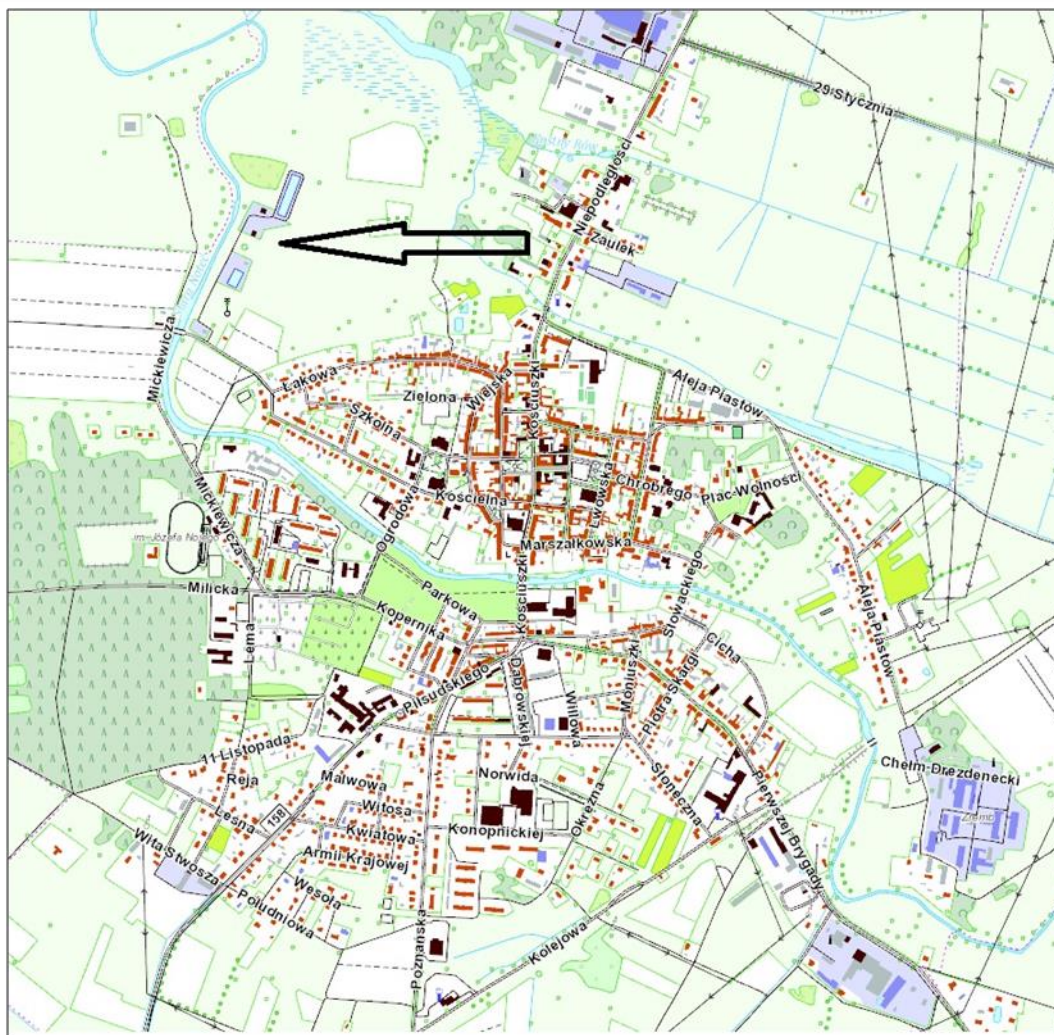 29 Stycznia
Niepodległości
Zaułek
Mickiewicza
Łąkowa
Wiejska
Kościuszki
Aleja Piastów
Zielona
Szkolna
Chrobrego
Plac Wolności
Lwowska
Kościelna
Ogrodowa
Mickiewicza
Marszałkowska
Milicka
Parkowa
Kościuszki
Słowackiego
Aleja Piastów
Kopernika
Lema
Cicha
Piłsudskiego
Dąbrowskiej
Willowa
Moniuszki
Piotra Skargi
11 Listopada
Chełm Drezdenecki
Reja
Malwowa
Norwida
Słoneczna
Pierwszej Brygady
Leśna
158
Witosa
Okrężna
Kwiatowa
Konopnickiej
Wita Stwosza
Armii Krajowej
Wesoła
Południowa
Poznańska
Kolejowa